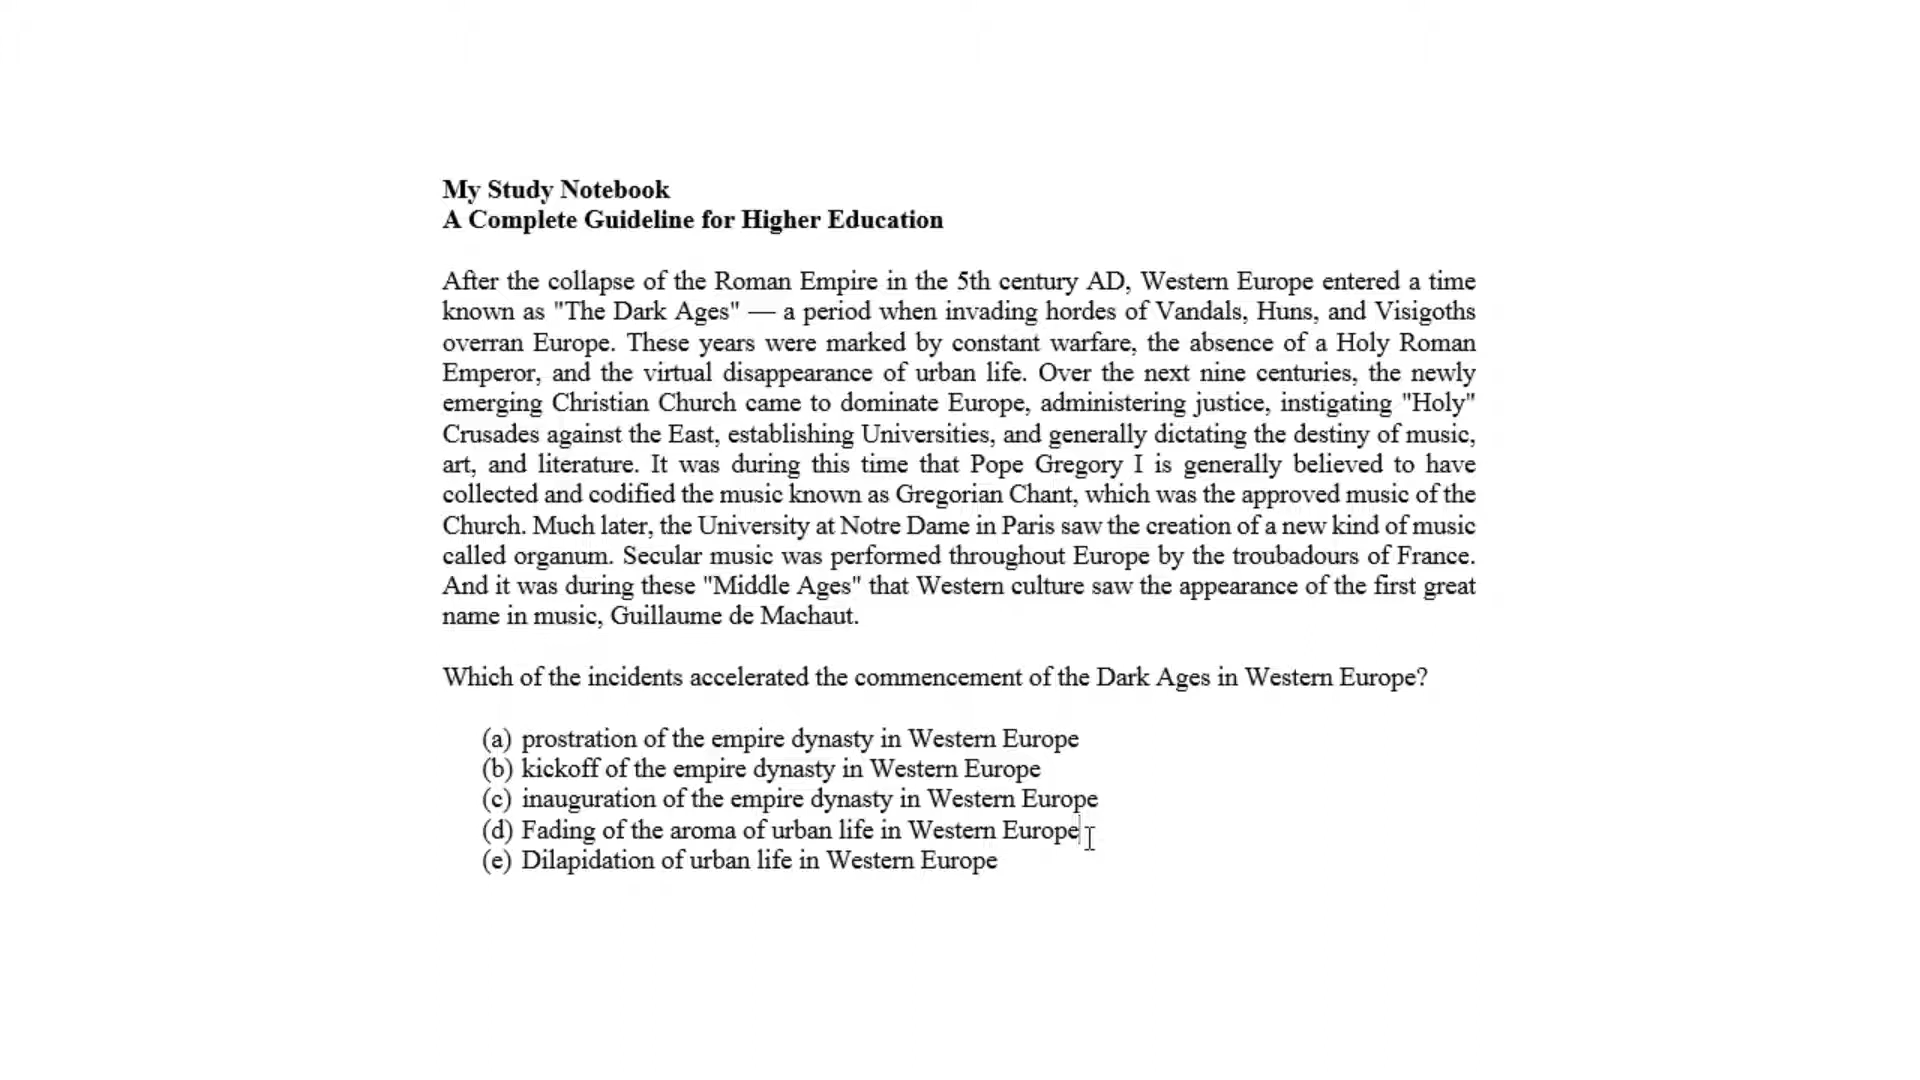 My Study Notebook
A Complete Guideline for Higher Education
After the collapse of the Roman Empire in the 5th century AD, Western Europe entered a time
known as "The Dark Ages" — a period when invading hordes of Vandals, Huns, and Visigoths
overran Europe. These years were marked by constant warfare, the absence of a Holy Roman
Emperor, and the virtual disappearance of urban life. Over the next nine centuries, the newly
emerging Christian Church came to dominate Europe, administering justice, instigating "Holy"
Crusades against the East, establishing Universities, and generally dictating the destiny of music,
art, and literature. It was during this time that Pope Gregory I is generally believed to have
collected and codified the music known as Gregorian Chant, which was the approved music of the
Church. Much later, the University at Notre Dame in Paris saw the creation of a new kind of music
called organum. Secular music was performed throughout Europe by the troubadours of France.
And it was during these "Middle Ages" that Western culture saw the appearance of the first great
name in music, Guillaume de Machaut.
Which of the incidents accelerated the commencement of the Dark Ages in Western Europe?
(a) prostration of the empire dynasty in Western Europe
(b) kickoff of the empire dynasty in Western Europe
(c) inauguration of the empire dynasty in Western Europe
(d) Fading of the aroma of urban life in Western Europe
(e) Dilapidation of urban life in Western Europe